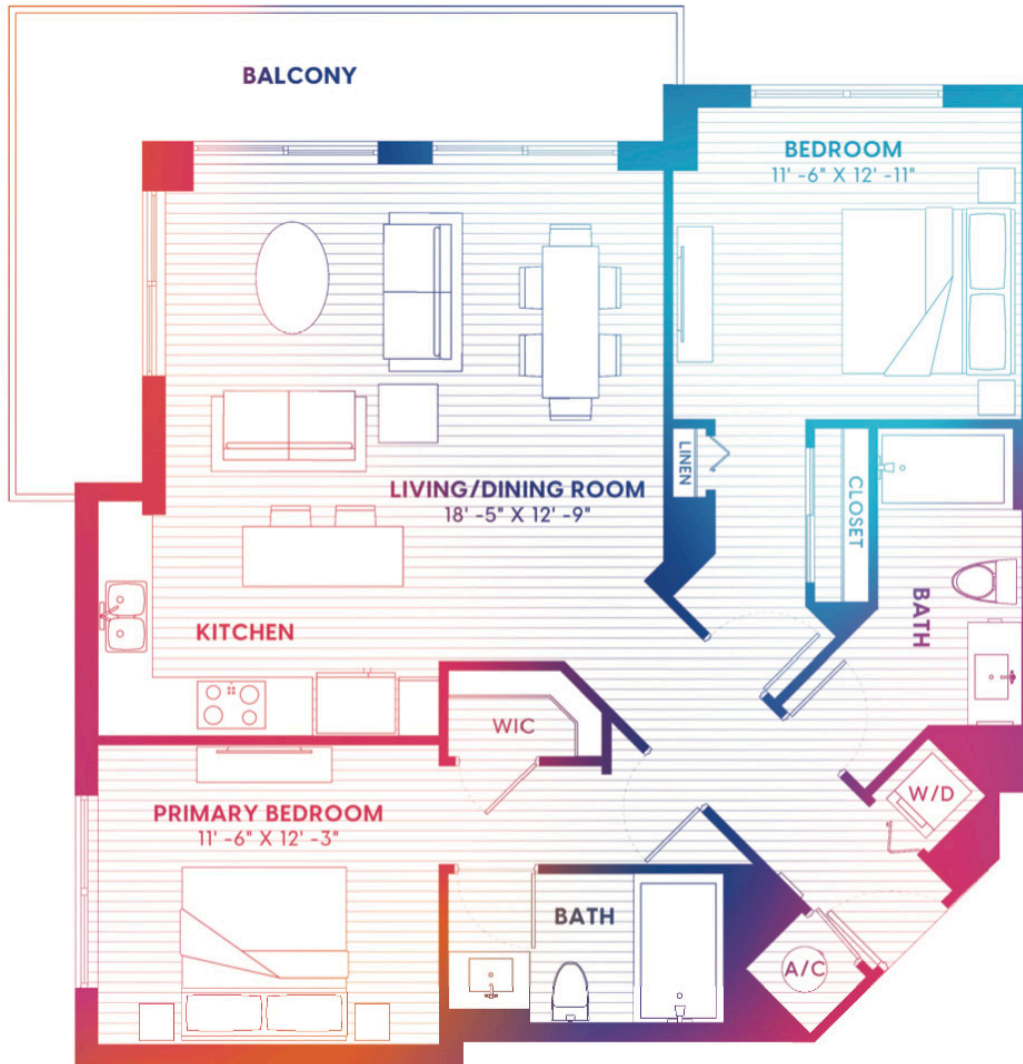 BALCONY
BEDROOM
11' -6" X 12' -11"
LINEN
CLOSET
LIVING/DINING ROOM
18' -5" X 12' -9"
BATH
KITCHEN
WIC
W/D
PRIMARY BEDROOM
11' -6" X 12' -3"
BATH
A/C